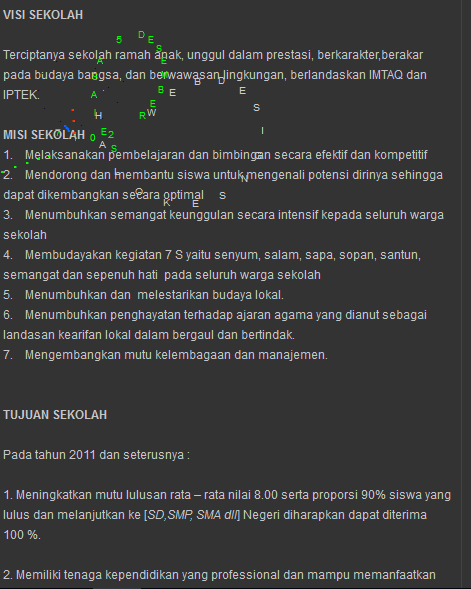 VISI SEKOLAH
Terciptanya sekolah ramah anak, unggul dalam prestasi, berkarakter,berakar
pada budaya bangsa, dan berwawasan lingkungan, berlandaskan IMTAQ dan
IPTEK.
MISI SEKOLAH
1. Melaksanakan pembelajaran dan bimbingan secara efektif dan kompetitif
2. Mendorong dan membantu siswa untuk mengenali potensi dirinya sehingga
dapat dikembangkan secara optimal
3. Menumbuhkan semangat keunggulan secara intensif kepada seluruh warga
sekolah
4. Membudayakan kegiatan 7 S yaitu senyum, salam, sapa, sopan, santun,
semangat dan sepenuh hati pada seluruh warga sekolah
5. Menumbuhkan dan melestarikan budaya lokal.
6. Menumbuhkan penghayatan terhadap ajaran agama yang dianut sebagai
landasan kearifan lokal dalam bergaul dan bertindak.
7. Mengembangkan mutu kelembagaan dan manajemen.
TUJUAN SEKOLAH
Pada tahun 2011 dan seterusnya :
1. Meningkatkan mutu lulusan rata – rata nilai 8.00 serta proporsi 90% siswa yang
lulus dan melanjutkan ke [SD,SMP, SMA dll] Negeri diharapkan dapat diterima
100 %.
2. Memiliki tenaga kependidikan yang professional dan mampu memanfaatkan